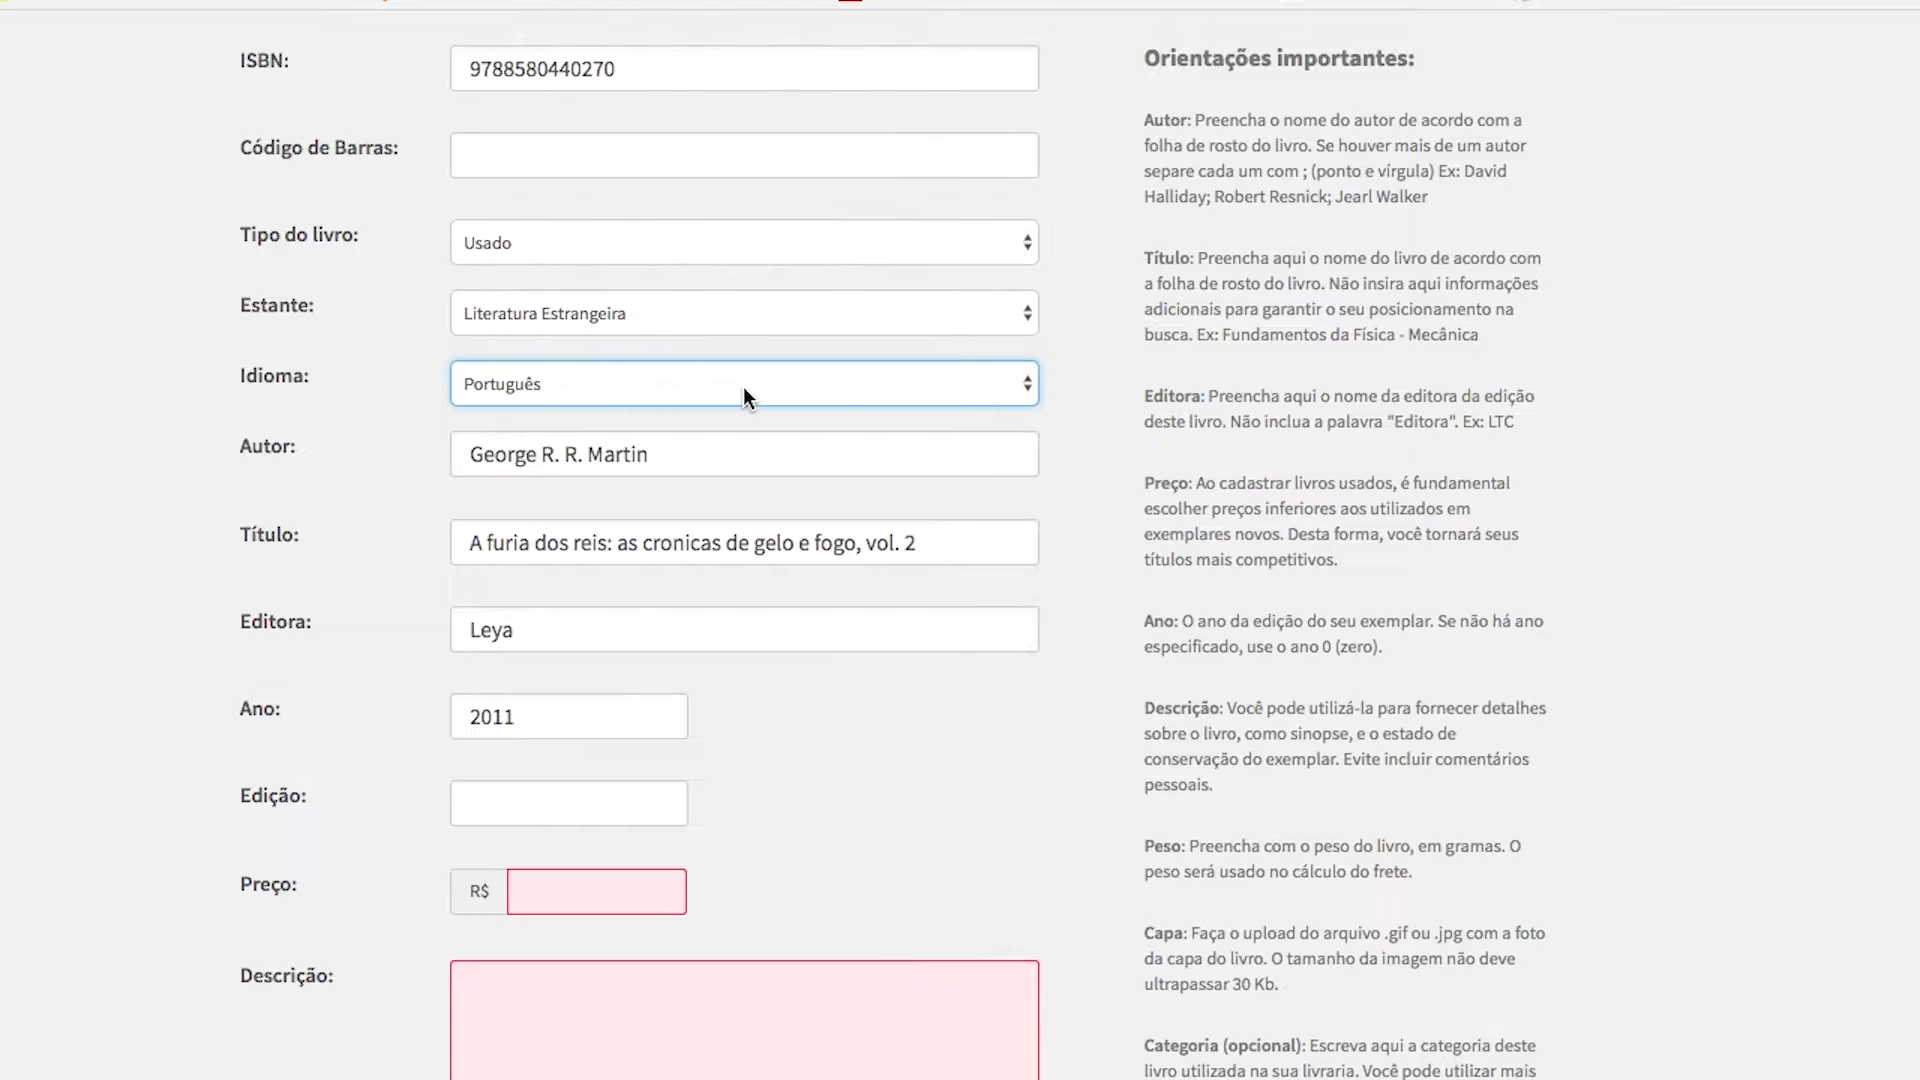 ISBN:
9788580440270
Código de Barras:
Tipo do livro:
Usado
Estante:
Literatura Estrangeira
Idioma:
Português
Autor:
George R. R. Martin
Título:
A furia dos reis: as cronicas de gelo e fogo, vol. 2
Editora:
Leya
Ano:
2011
Edição:
Preço:
R$
Descrição:
Orientações importantes:
Autor: Preencha o nome do autor de acordo com a
folha de rosto do livro. Se houver mais de um autor
separe cada um com ; (ponto e vírgula) Ex: David
Halliday; Robert Resnick; Jearl Walker
Título: Preencha aqui o nome do livro de acordo com
a folha de rosto do livro. Não insira aqui informações
adicionais para garantir o seu posicionamento na
busca. Ex: Fundamentos da Física - Mecânica
Editora: Preencha aqui o nome da editora da edição
deste livro. Não inclua a palavra "Editora". Ex: LTC
Preço: Ao cadastrar livros usados, é fundamental
escolher preços inferiores aos utilizados em
exemplares novos. Desta forma, você tornará seus
títulos mais competitivos.
Ano: O ano da edição do seu exemplar. Se não há ano
especificado, use o ano 0 (zero).
Descrição: Você pode utilizá-la para fornecer detalhes
sobre o livro, como sinopse, e o estado de
conservação do exemplar. Evite incluir comentários
pessoais.
Peso: Preencha com o peso do livro, em gramas. O
peso será usado no cálculo do frete.
Capa: Faça o upload do arquivo .gif ou .jpg com a foto
da capa do livro. O tamanho da imagem não deve
ultrapassar 30 Kb.
Categoria (opcional): Escreva aqui a categoria deste
livro utilizada na sua livraria. Você pode utilizar mais